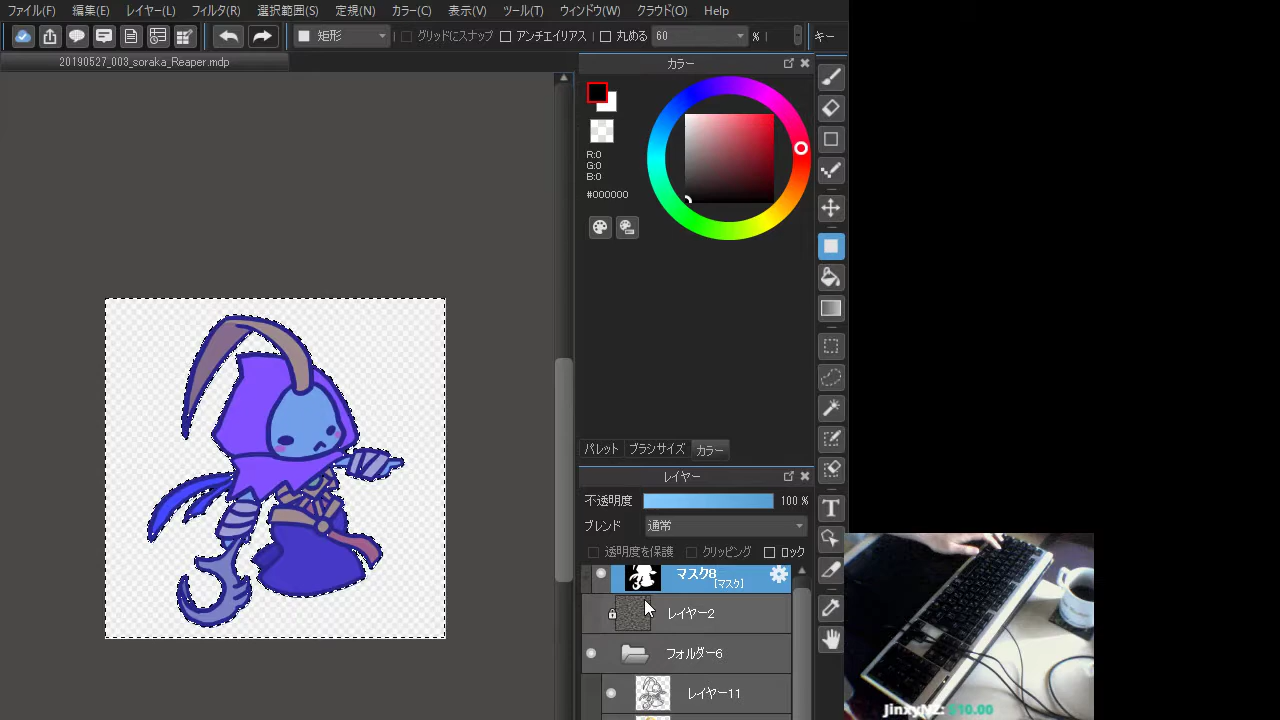 ファイル(F) 編集(E) レイヤー(L) フィルタ(R) 選択範囲(S) 定規(N) カラー(C) 表示(V) ツール(T) ウィンドウ(W) クラウド(O) Help
矩形 グリッドにスナップ アンチエイリアス 丸める 60 % キー
20190527_003_soraka_Reaper.mdp
カラー
R:0
G:0
B:0
#000000
パレット ブラシサイズ カラー
レイヤー
不透明度 100 %
ブレンド 通常
透明度を保護 クリッピング ロック
マスク8
[マスク]
レイヤー2
フォルダー6
レイヤー11
T
JinxyNZ: $10.00